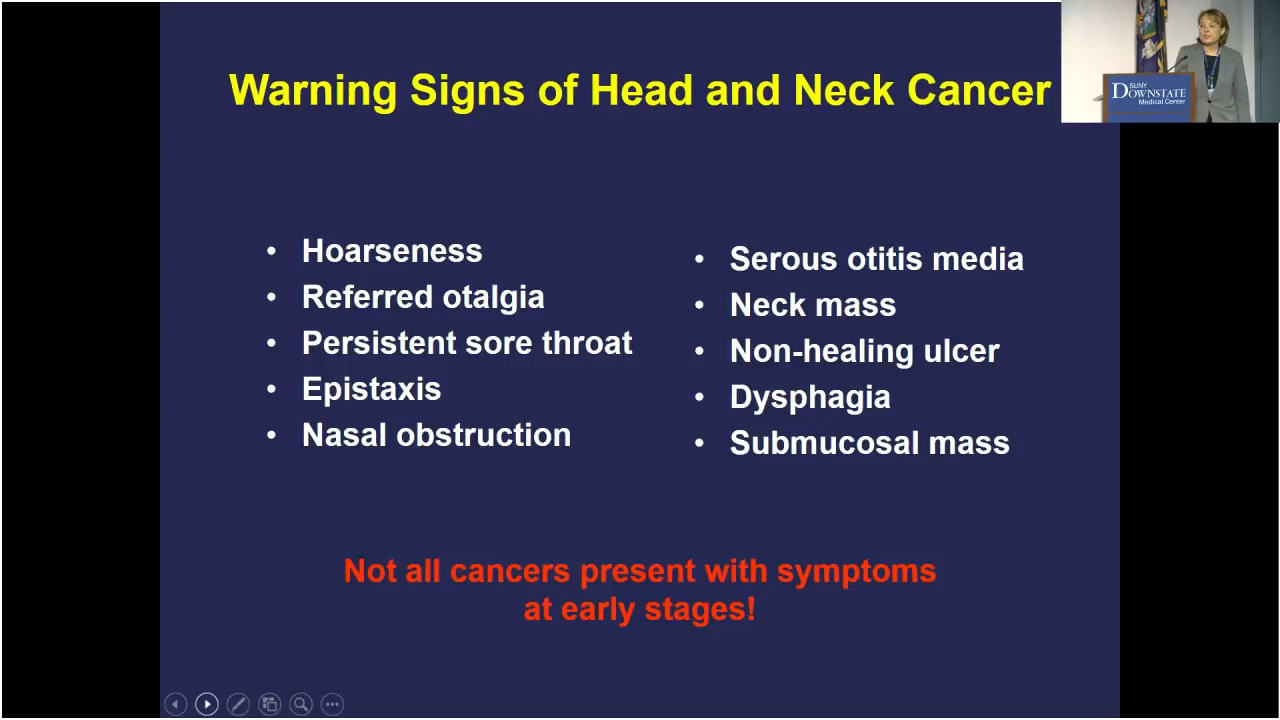 Warning Signs of Head and Neck Cancer
SUNY
DOWNSTATE
Medical Center
• Hoarseness
• Referred otalgia
• Persistent sore throat
• Epistaxis
• Nasal obstruction
• Serous otitis media
• Neck mass
• Non-healing ulcer
• Dysphagia
• Submucosal mass
Not all cancers present with symptoms
at early stages!